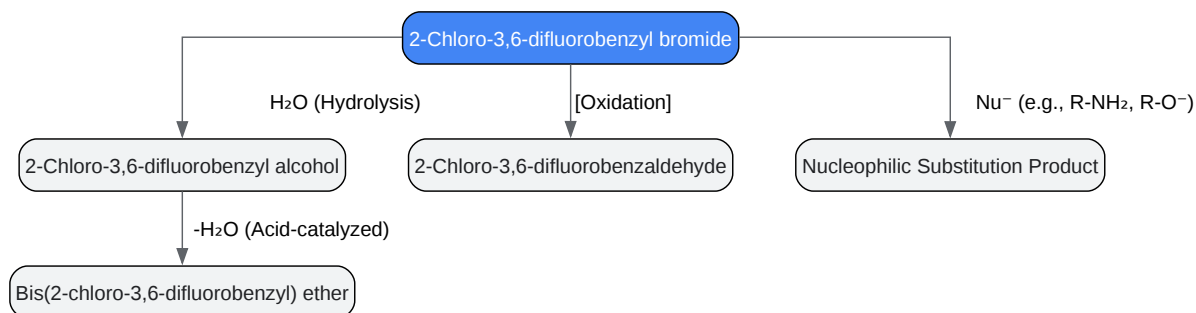 2-Chloro-3,6-difluorobenzyl bromide
H₂O (Hydrolysis)
[Oxidation]
Nu⁻ (e.g., R-NH₂, R-O⁻)
2-Chloro-3,6-difluorobenzyl alcohol
2-Chloro-3,6-difluorobenzaldehyde
Nucleophilic Substitution Product
-H₂O (Acid-catalyzed)
Bis(2-chloro-3,6-difluorobenzyl) ether